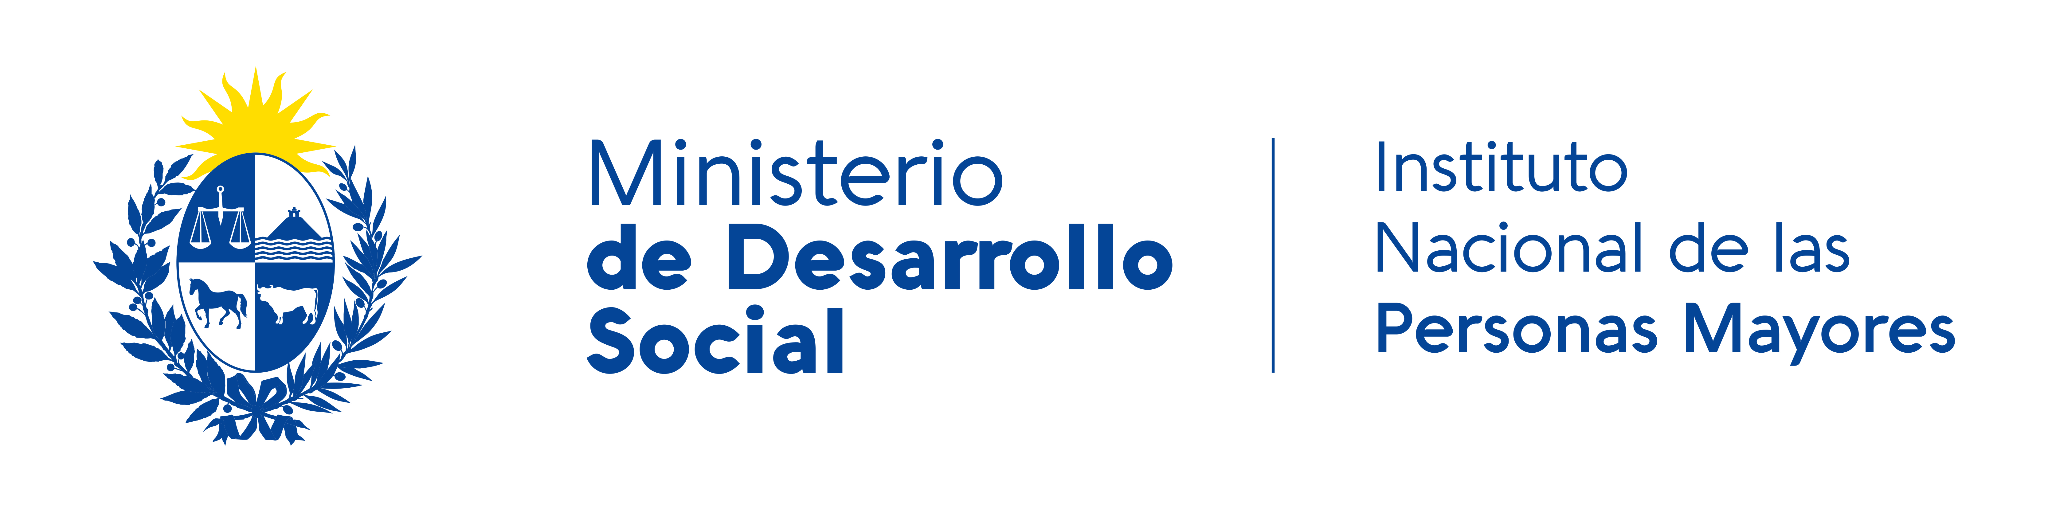 Ministerio
de Desarrollo
Social
Instituto
Nacional de las
Personas Mayores